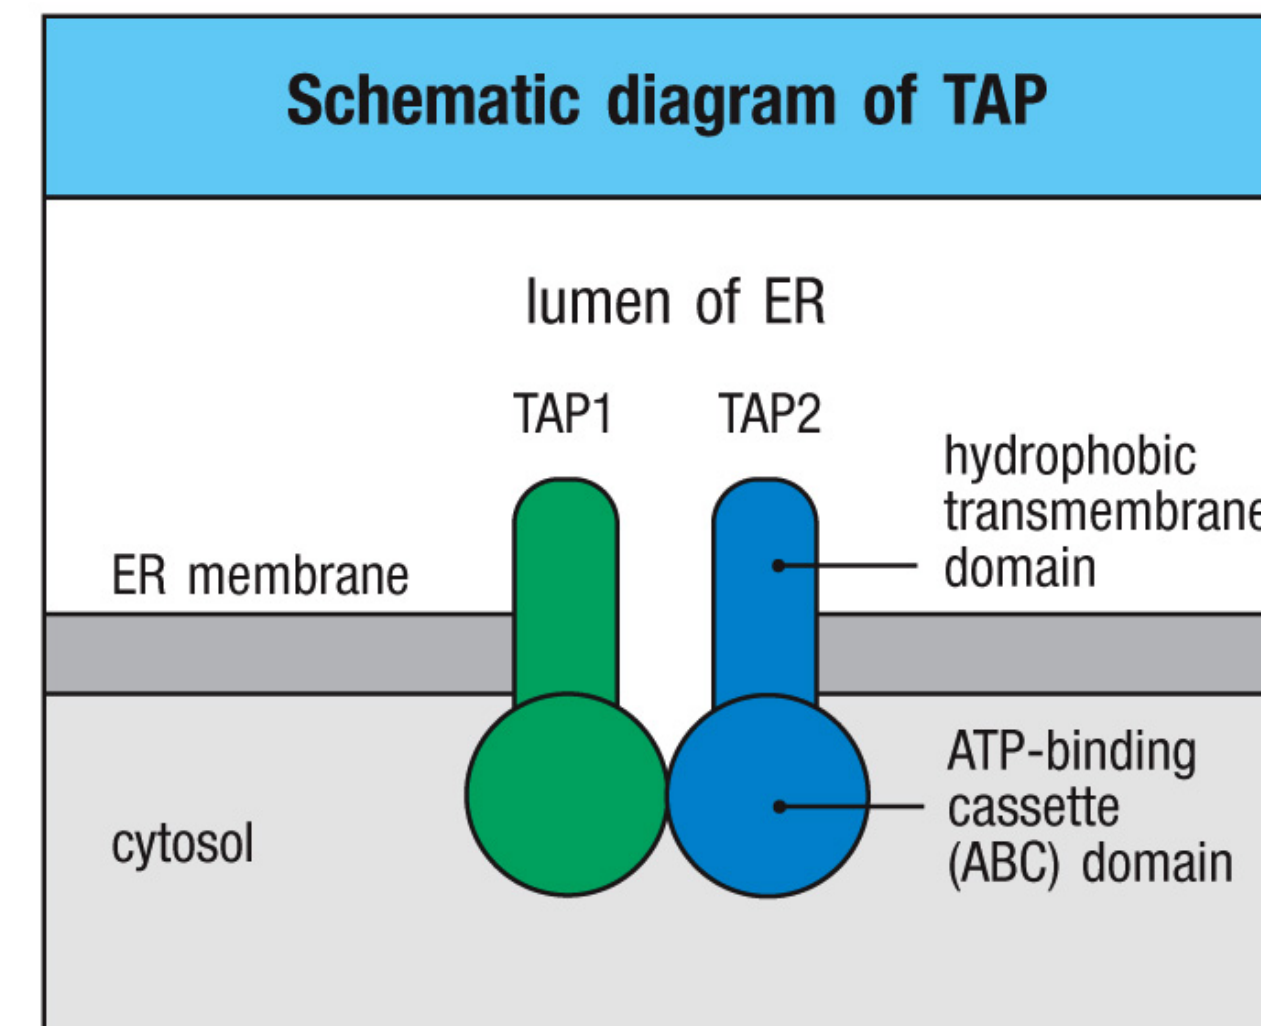 Schematic diagram of TAP
lumen of ER
TAP1
TAP2
hydrophobic
transmembrane
domain
ER membrane
ATP-binding
cassette
(ABC) domain
cytosol